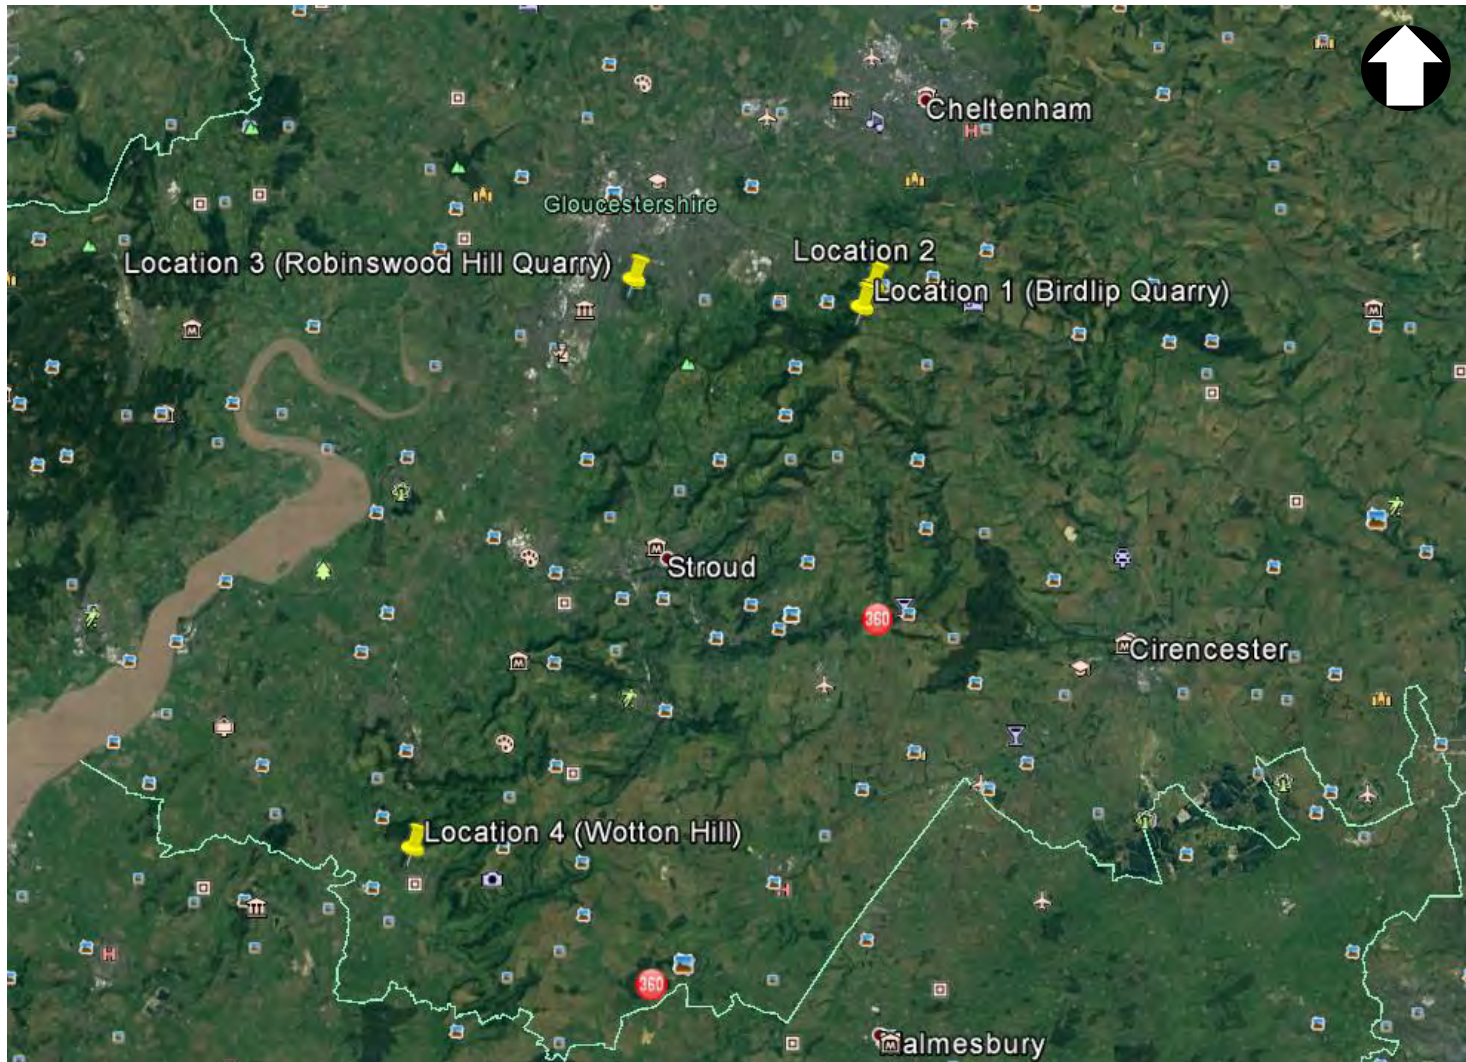 Cheltenham
Gloucestershire
Location 2
Location 3 (Robinswood Hill Quarry)
Location 1 (Birdlip Quarry)
Stroud
360
Cirencester
Location 4 (Wotton Hill)
360
Malmesbury